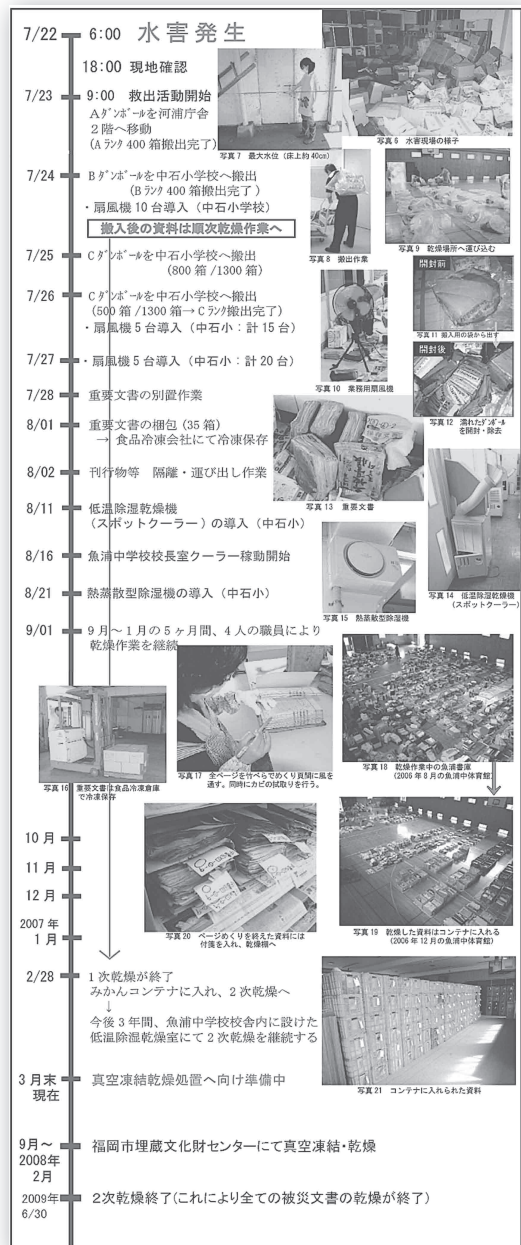 7/22 6:00 水害発生
18:00 現地確認
7/23 9:00 救出活動開始
Aダンボールを河浦庁舎
2階へ移動
(Aランク400箱搬出完了)
写真7 最大水位(床上約40cm)
写真6 水害現場の様子
7/24 Bダンボールを中石小学校へ搬出
(Bランク400箱搬出完了)
・扇風機10台導入(中石小学校)
搬入後の資料は順次乾燥作業へ
写真8 搬出作業
写真9 乾燥場所へ運び込む
7/25 Cダンボールを中石小学校へ搬出
(800箱/1300箱)
7/26 Cダンボールを中石小学校へ搬出
(500箱/1300箱→Cランク搬出完了)
・扇風機5台導入(中石小:計15台)
開封前
写真11 搬入用の袋から出す
7/27 ・扇風機5台導入(中石小:計20台)
写真10 業務用扇風機
開封後
写真12 濡れたダンボール
を開封・除去
7/28 重要文書の別置作業
8/01 重要文書の梱包(35箱)
→ 食品冷凍会社にて冷凍保存
8/02 刊行物等 隔離・運び出し作業
写真13 重要文書
8/11 低温除湿乾燥機
(スポットクーラー)の導入(中石小)
8/16 魚浦中学校校長室クーラー稼動開始
写真14 低温除湿乾燥機
(スポットクーラー)
8/21 熱蒸散型除湿機の導入(中石小)
写真15 熱蒸散型除湿機
9/01 9月~1月の5ヶ月間、4人の職員により
乾燥作業を継続
写真16 重要文書は食品冷凍倉庫
で冷凍保存
写真17 全ページを竹べらでめくり頁間に風を
通す。同時にカビの拭取りを行う。
写真18 乾燥作業中の魚浦書庫
(2006年8月の魚浦中体育館)
10月
11月
12月
2007年
1月
写真20 ページめくりを終えた資料には
付箋を入れ、乾燥棚へ
写真19 乾燥した資料はコンテナに入れる
(2006年12月の魚浦中体育館)
2/28 1次乾燥が終了
みかんコンテナに入れ、2次乾燥へ
↓
今後3年間、魚浦中学校校舎内に設けた
低温除湿乾燥室にて2次乾燥を継続する
写真21 コンテナに入れられた資料
3月末
現在 真空凍結乾燥処置へ向け準備中
9月~
2008年
2月 福岡市埋蔵文化財センターにて真空凍結・乾燥
2009年
6/30 2次乾燥終了(これにより全ての被災文書の乾燥が終了)